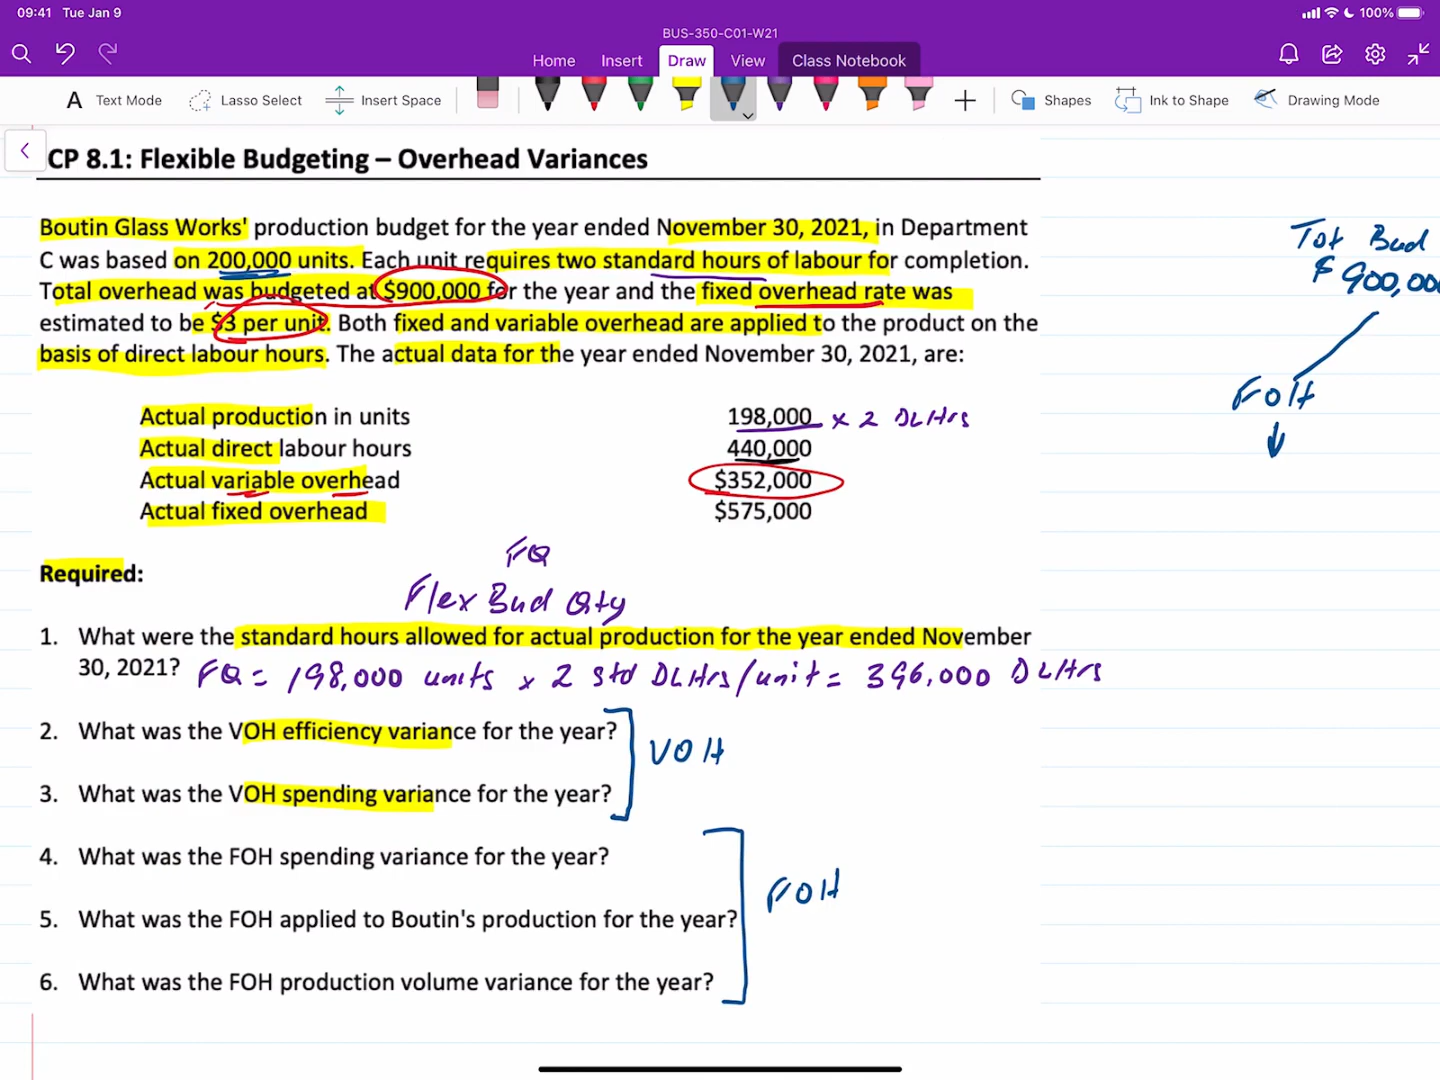 09:41 Tue Jan 9
100%
BUS-350-C01-W21
Home Insert Draw View Class Notebook
A Text Mode Lasso Select Insert Space Shapes Ink to Shape Drawing Mode
CP 8.1: Flexible Budgeting – Overhead Variances
Boutin Glass Works' production budget for the year ended November 30, 2021, in Department
C was based on 200,000 units. Each unit requires two standard hours of labour for completion.
Total overhead was budgeted at $900,000 for the year and the fixed overhead rate was
estimated to be $3 per unit. Both fixed and variable overhead are applied to the product on the
basis of direct labour hours. The actual data for the year ended November 30, 2021, are:
Tot Bud
$900,000
FOH
Actual production in units 198,000 x 2 DLHrs
Actual direct labour hours 440,000
Actual variable overhead $352,000
Actual fixed overhead $575,000
Required:
FQ
Flex Bud Qty
1. What were the standard hours allowed for actual production for the year ended November
30, 2021? FQ = 198,000 units x 2 Std DLHrs/unit = 396,000 DLHrs
2. What was the VOH efficiency variance for the year?
VOH
3. What was the VOH spending variance for the year?
4. What was the FOH spending variance for the year?
FOH
5. What was the FOH applied to Boutin's production for the year?
6. What was the FOH production volume variance for the year?